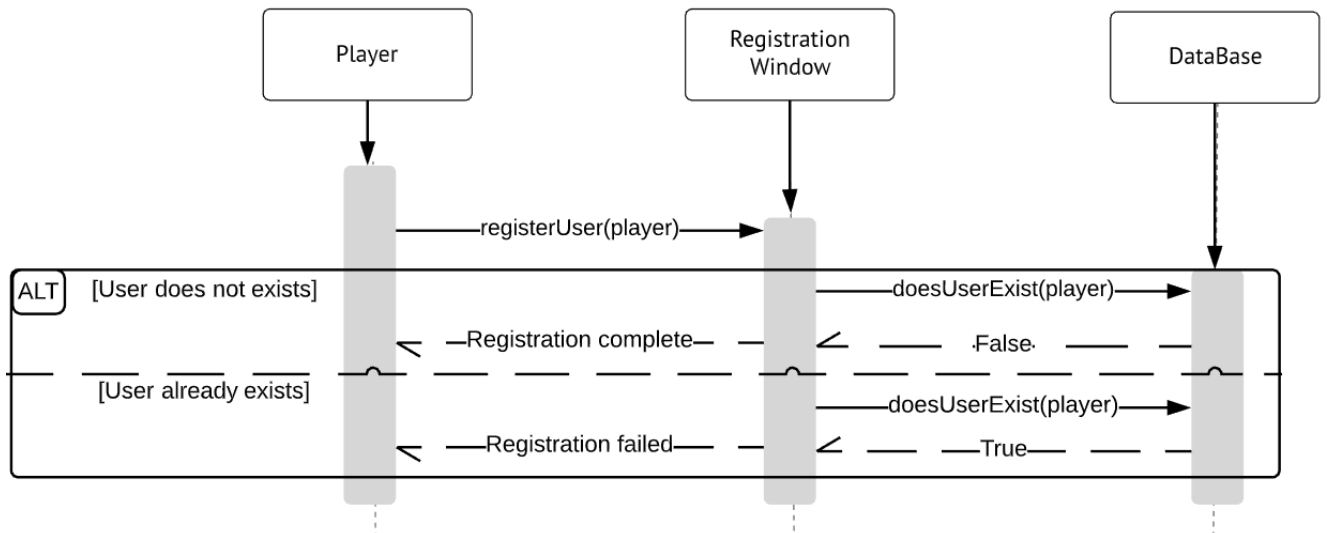 Player
Registration
Window
DataBase
registerUser(player)
ALT
[User does not exists]
doesUserExist(player)
Registration complete
False
[User already exists]
doesUserExist(player)
Registration failed
True